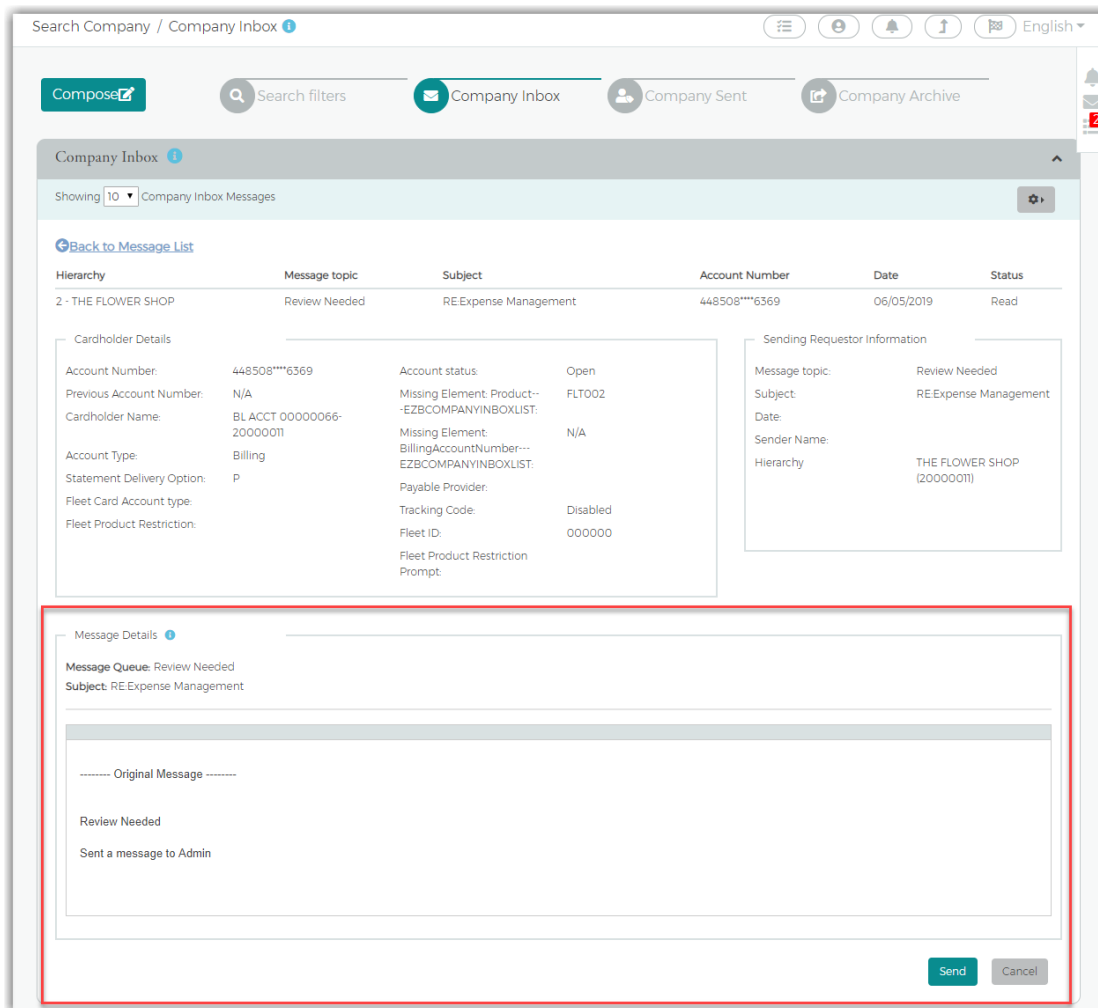 Search Company / Company Inbox
English
Compose
Search filters
Company Inbox
Company Sent
Company Archive
2
Company Inbox
Showing 10 Company Inbox Messages
Back to Message List
Hierarchy Message topic Subject Account Number Date Status
2 - THE FLOWER SHOP Review Needed RE:Expense Management 448508****6369 06/05/2019 Read
Cardholder Details
Account Number: 448508****6369
Previous Account Number: N/A
Cardholder Name: BL ACCT 00000066-
20000011
Account Type: Billing
Statement Delivery Option: P
Fleet Card Account type:
Fleet Product Restriction:
Account status: Open
Missing Element: Product-- FLT002
-EZBCOMPANYINBOXLIST:
Missing Element: N/A
BillingAccountNumber---
EZBCOMPANYINBOXLIST:
Payable Provider:
Tracking Code: Disabled
Fleet ID: 000000
Fleet Product Restriction
Prompt:
Sending Requestor Information
Message topic: Review Needed
Subject: RE:Expense Management
Date:
Sender Name:
Hierarchy THE FLOWER SHOP
(20000011)
Message Details
Message Queue: Review Needed
Subject: RE:Expense Management
-------- Original Message --------
Review Needed
Sent a message to Admin
Send
Cancel